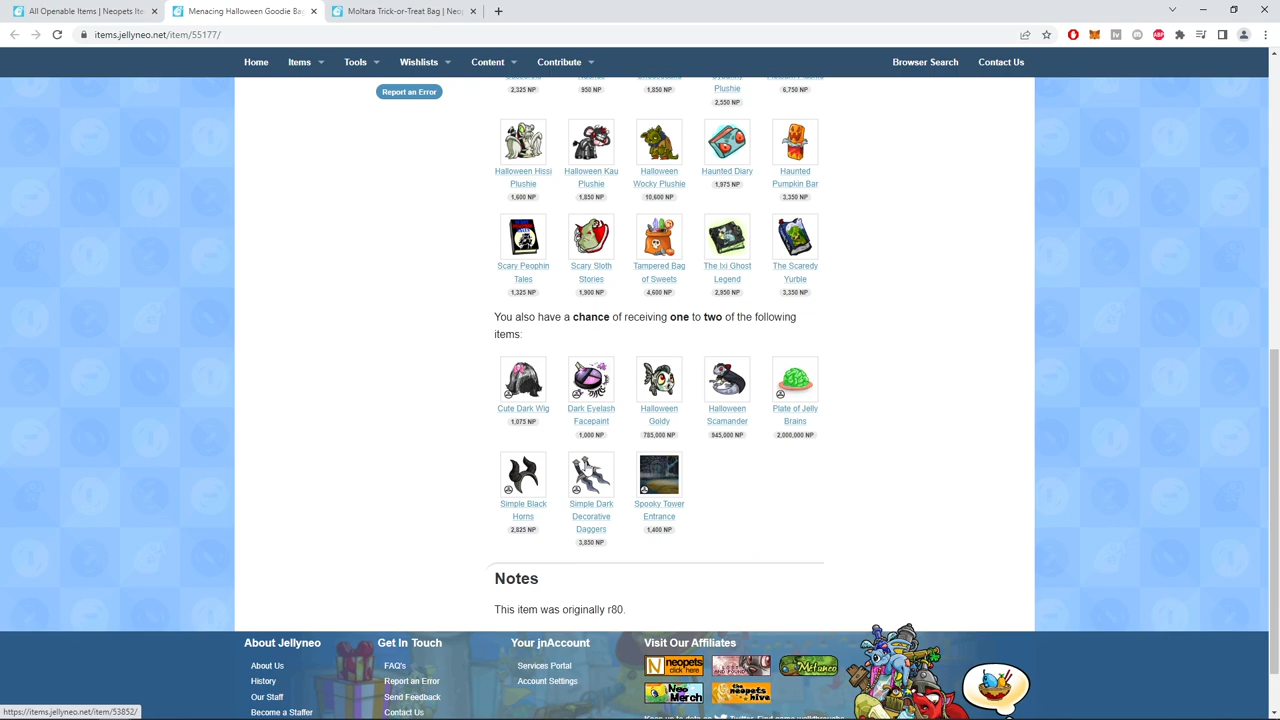 All Openable Items | Neopets Ite
Menacing Halloween Goodie Ba
Moltara Trick-or-Treat Bag | Neo
items.jellyneo.net/item/55177/
Home
Items
Tools
Wishlists
Content
Contribute
Browser Search
Contact Us
Report an Error
Plushie
2,325 NP
950 NP
1,850 NP
2,550 NP
6,750 NP
Halloween Hissi Plushie
1,600 NP
Halloween Kau Plushie
1,850 NP
Halloween Wocky Plushie
10,600 NP
Haunted Diary
1,975 NP
Haunted Pumpkin Bar
3,350 NP
Scary Peophin Tales
1,325 NP
Scary Sloth Stories
1,900 NP
Tampered Bag of Sweets
4,600 NP
The Ixi Ghost Legend
2,950 NP
The Scaredy Yurble
3,350 NP
You also have a chance of receiving one to two of the following
items:
Cute Dark Wig
1,075 NP
Dark Eyelash Facepaint
1,000 NP
Halloween Goldy
785,000 NP
Halloween Scamander
945,000 NP
Plate of Jelly Brains
2,000,000 NP
Simple Black Horns
2,825 NP
Simple Dark Decorative Daggers
3,850 NP
Spooky Tower Entrance
1,400 NP
Notes
This item was originally r80.
About Jellyneo
About Us
History
Our Staff
Become a Staffer
Get In Touch
FAQ's
Report an Error
Send Feedback
Contact Us
Your jnAccount
Services Portal
Account Settings
Visit Our Affiliates
neopets
click here
Melunco
Neo Merch
the neopets hive
https://items.jellyneo.net/item/53852/